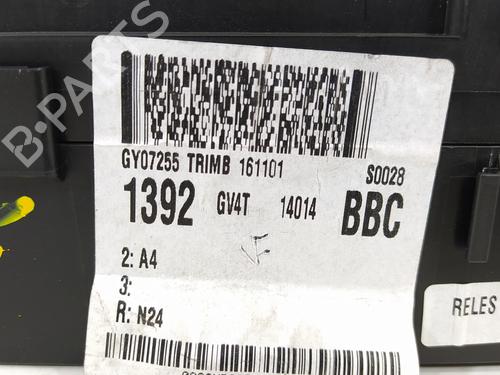 B-PARTS
GY07255 TRIMB 161101 S0028
1392 GV4T 14014 BBC
2: A4
3:
R: N24
RELES